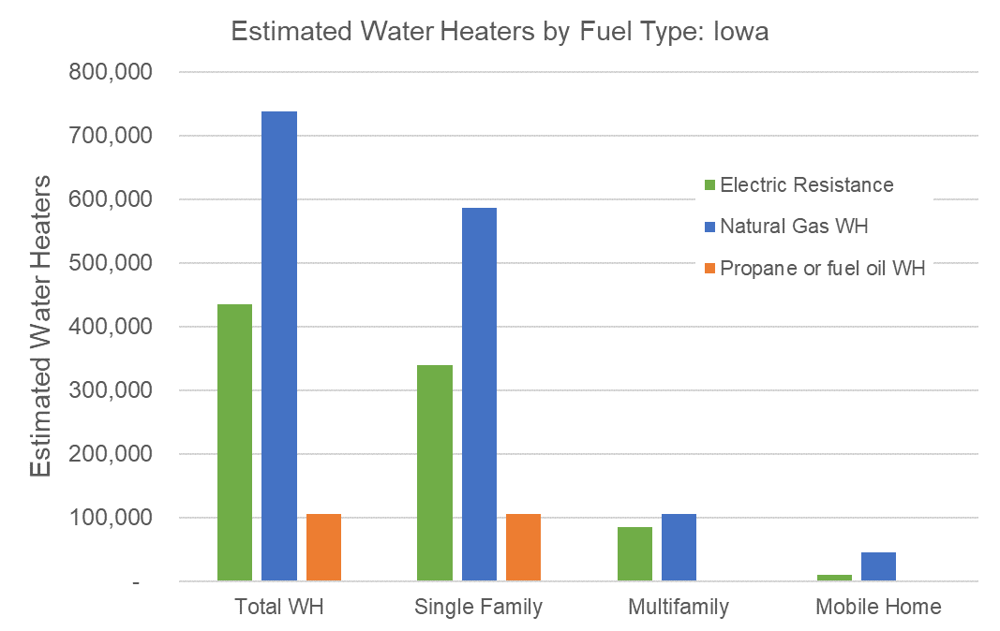 Estimated Water Heaters by Fuel Type: Iowa
Estimated Water Heaters
800,000
700,000
600,000
500,000
400,000
300,000
200,000
100,000
-
Electric Resistance
Natural Gas WH
Propane or fuel oil WH
Total WH
Single Family
Multifamily
Mobile Home